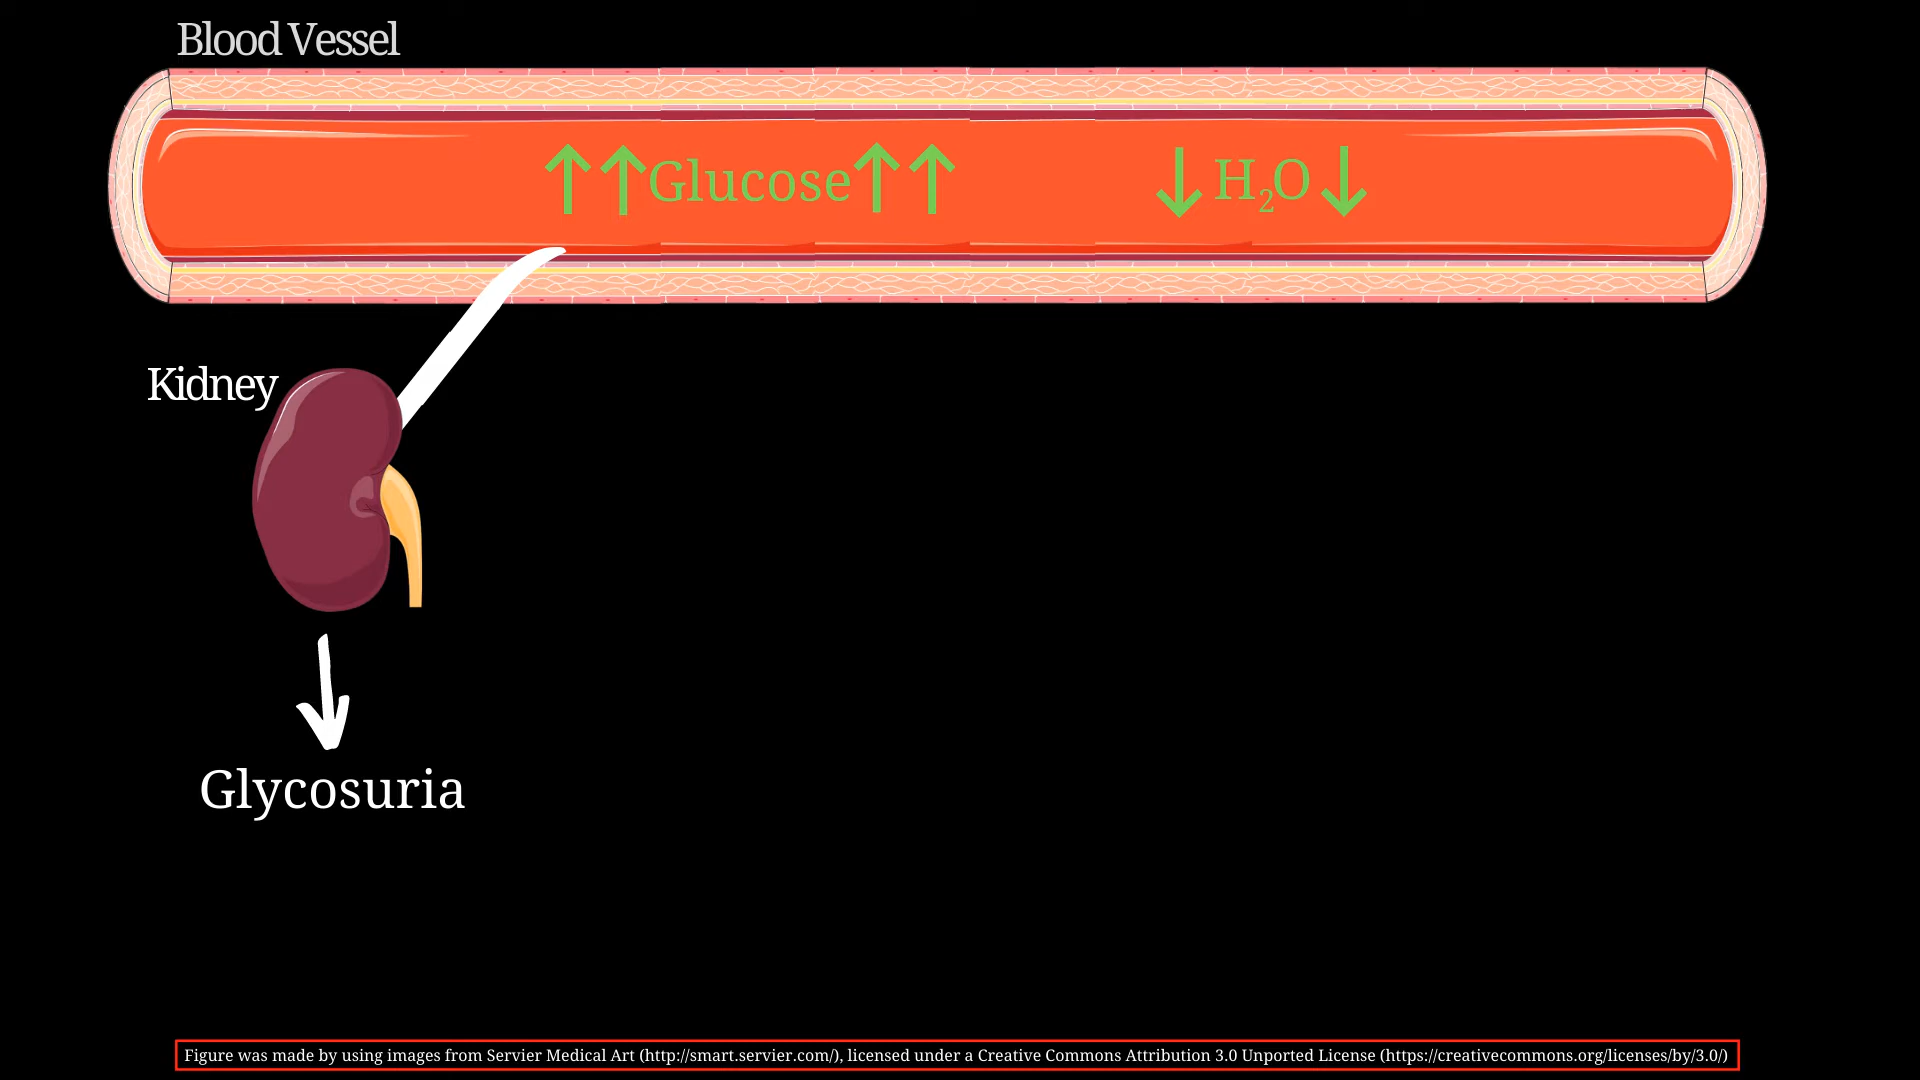 Blood Vessel
↑↑Glucose↑↑ ↓H₂O↓
Kidney
Glycosuria
Figure was made by using images from Servier Medical Art (http://smart.servier.com/), licensed under a Creative Commons Attribution 3.0 Unported License (https://creativecommons.org/licenses/by/3.0/)